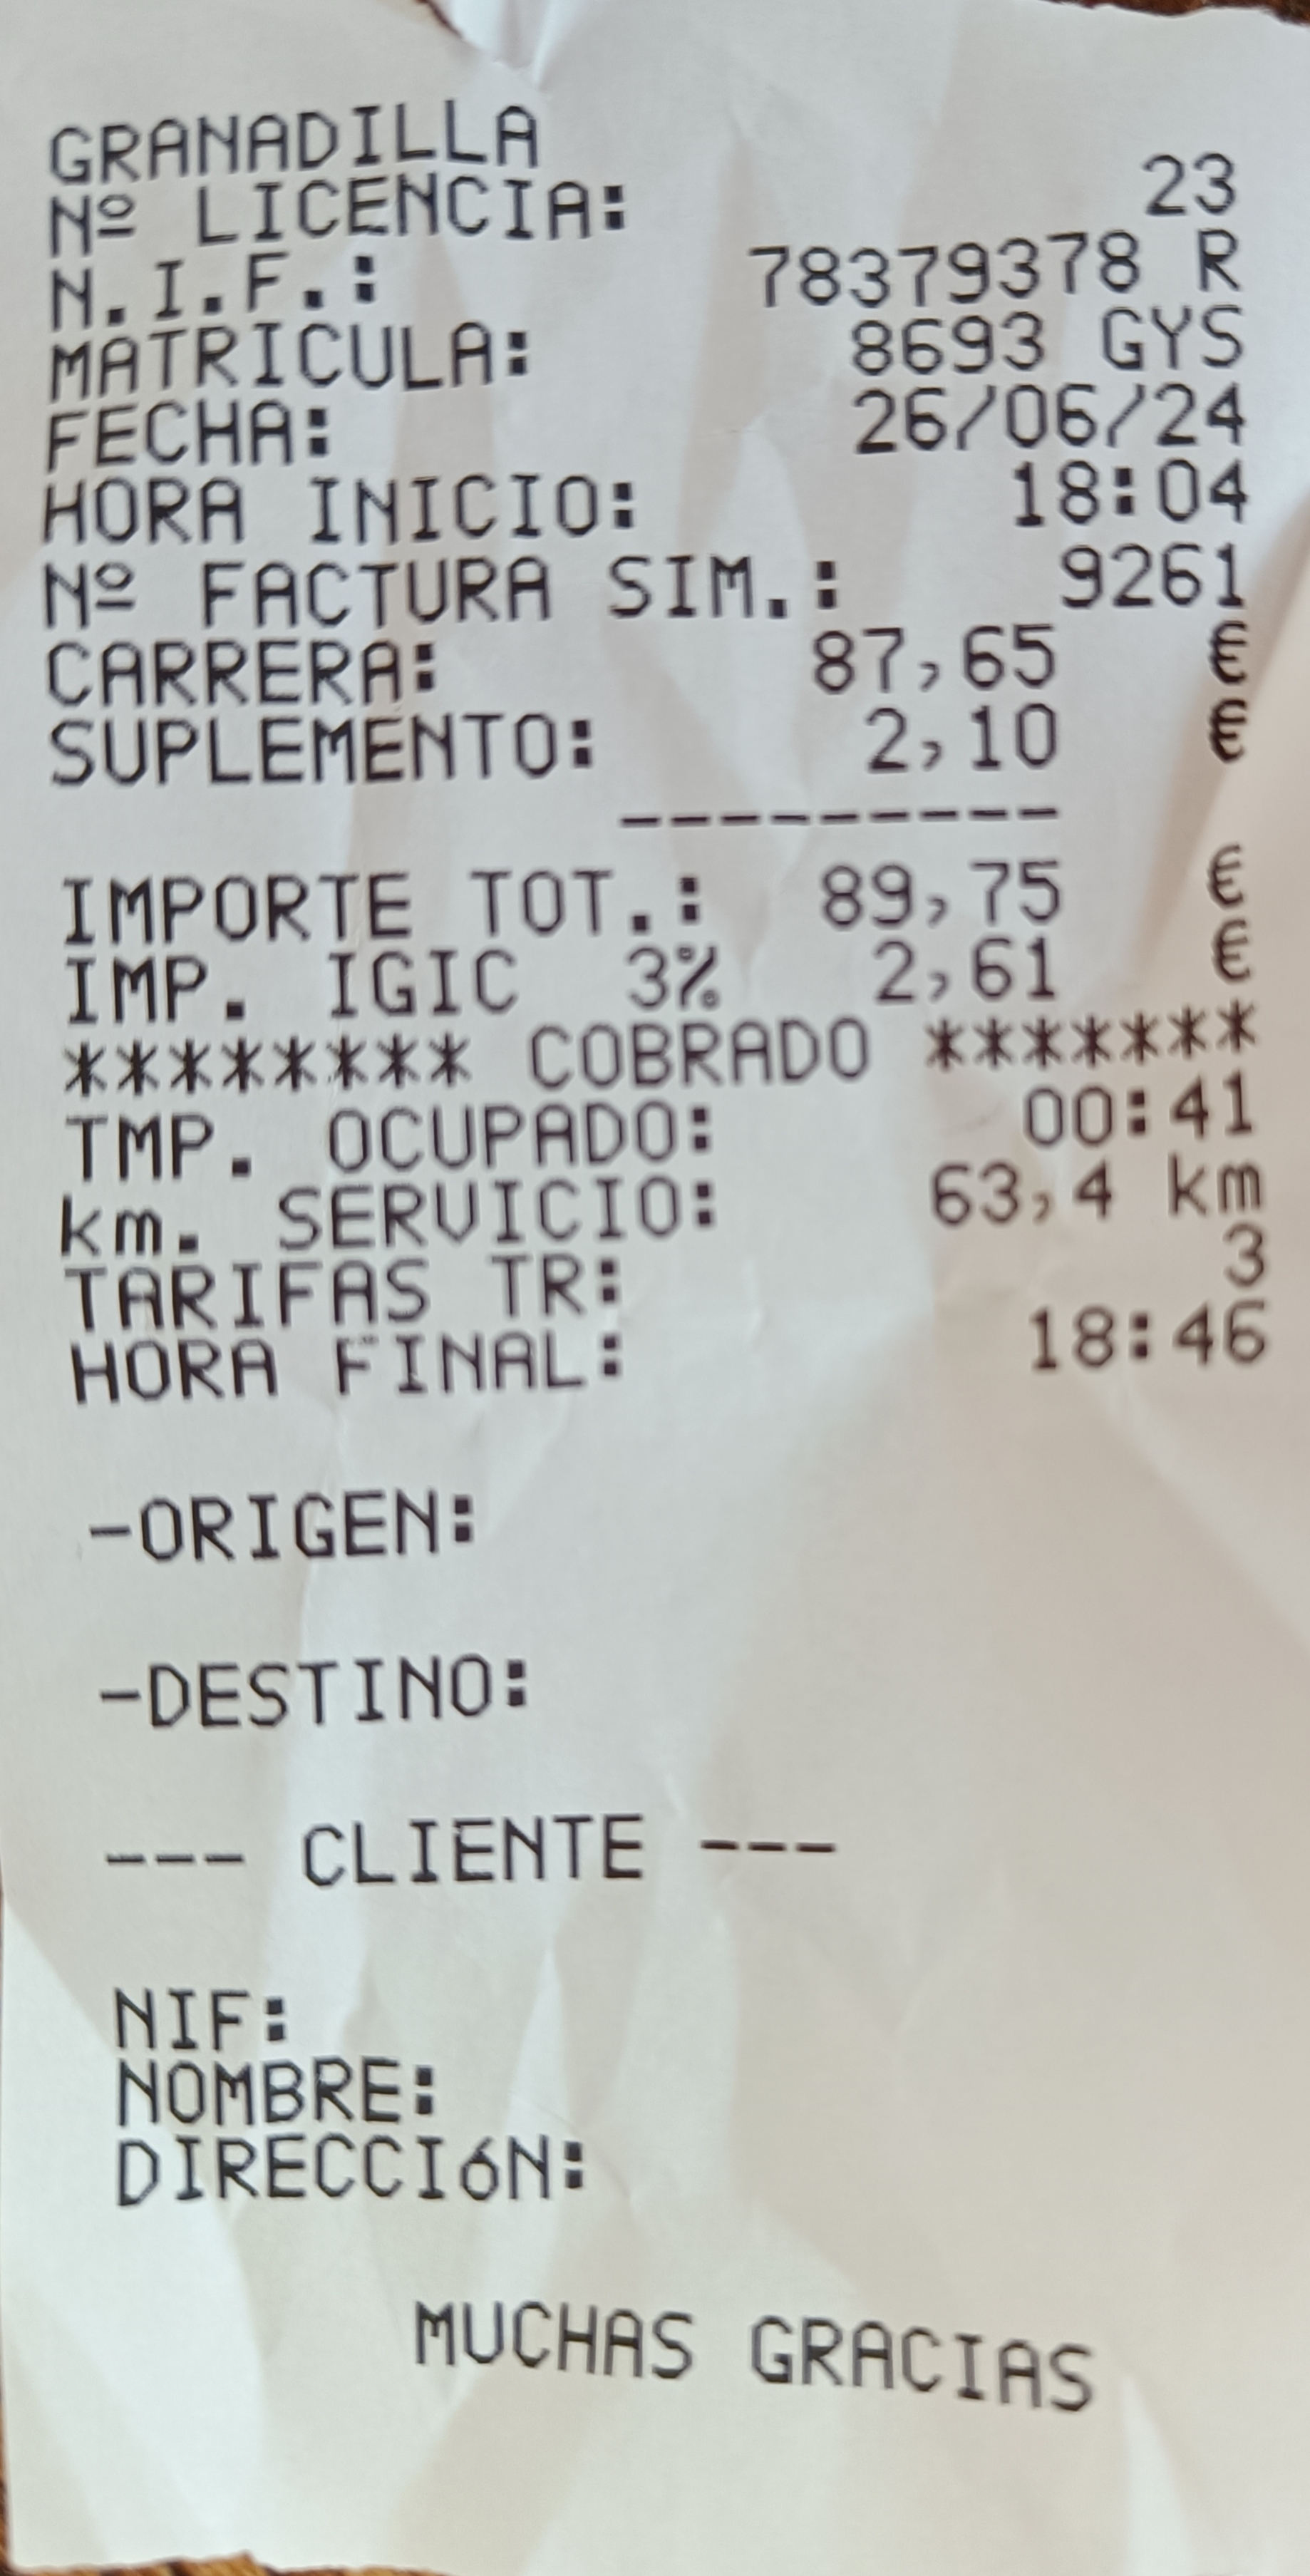 GRANADILLA
Nº LICENCIA: 23
N.I.F.: 78379378 R
MATRICULA: 8693 GYS
FECHA: 26/06/24
HORA INICIO: 18:04
Nº FACTURA SIM.: 9261
CARRERA: 87,65 €
SUPLEMENTO: 2,10 €
---------
IMPORTE TOT.: 89,75 €
IMP. IGIC 3% 2,61 €
******** COBRADO *******
TMP. OCUPADO: 00:41
km. SERVICIO: 63,4 km
TARIFAS TR: 3
HORA FINAL: 18:46
-ORIGEN:
-DESTINO:
--- CLIENTE ---
NIF:
NOMBRE:
DIRECCIóN:
MUCHAS GRACIAS